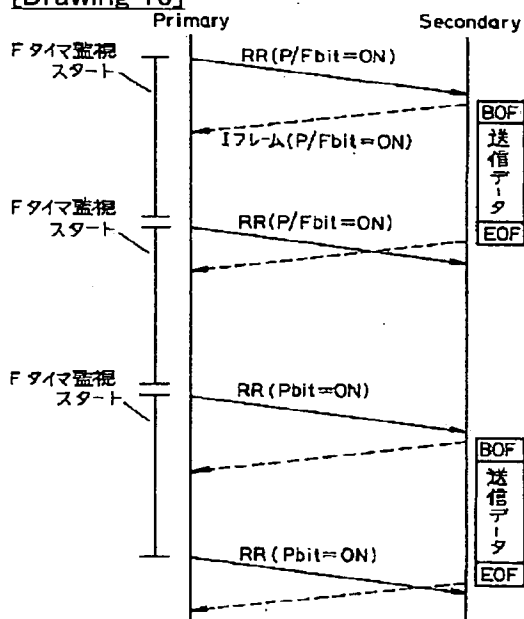 [Drawing 10]
Primary
Secondary
Fタイマ監視
スタート
RR(P/Fbit=ON)
Iフレーム(P/Fbit=ON)
BOF
送信データ
EOF
Fタイマ監視
スタート
RR(P/Fbit=ON)
Fタイマ監視
スタート
RR(Pbit=ON)
BOF
送信データ
EOF
RR(Pbit=ON)